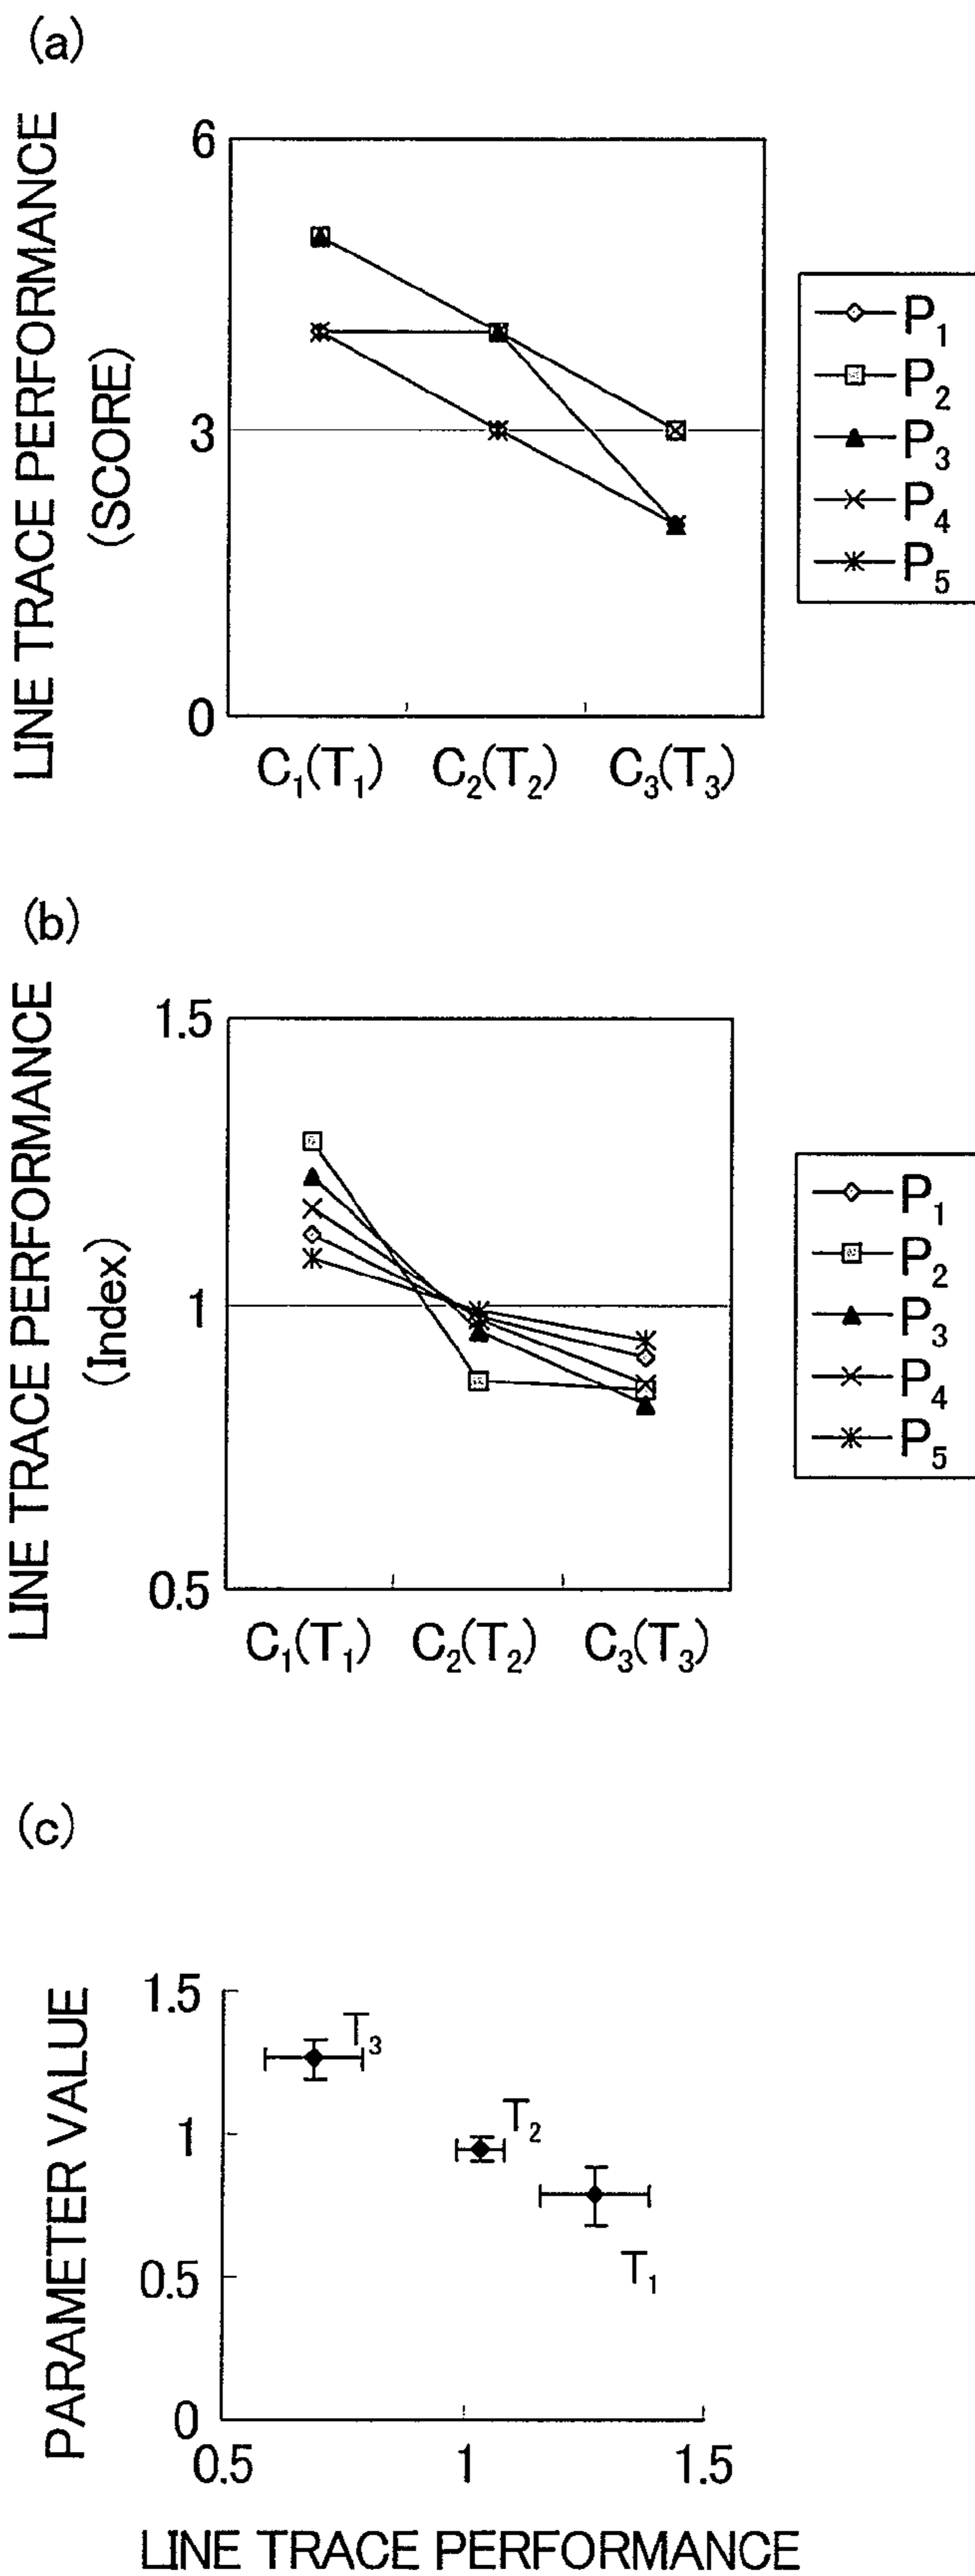 (a)
LINE TRACE PERFORMANCE
(SCORE)
6
3
0
C₁(T₁) C₂(T₂) C₃(T₃)
P₁
P₂
P₃
P₄
P₅
(b)
LINE TRACE PERFORMANCE
(Index)
1.5
1
0.5
C₁(T₁) C₂(T₂) C₃(T₃)
P₁
P₂
P₃
P₄
P₅
(c)
PARAMETER VALUE
1.5
1
0.5
0
T₃
T₂
T₁
0.5 1 1.5
LINE TRACE PERFORMANCE